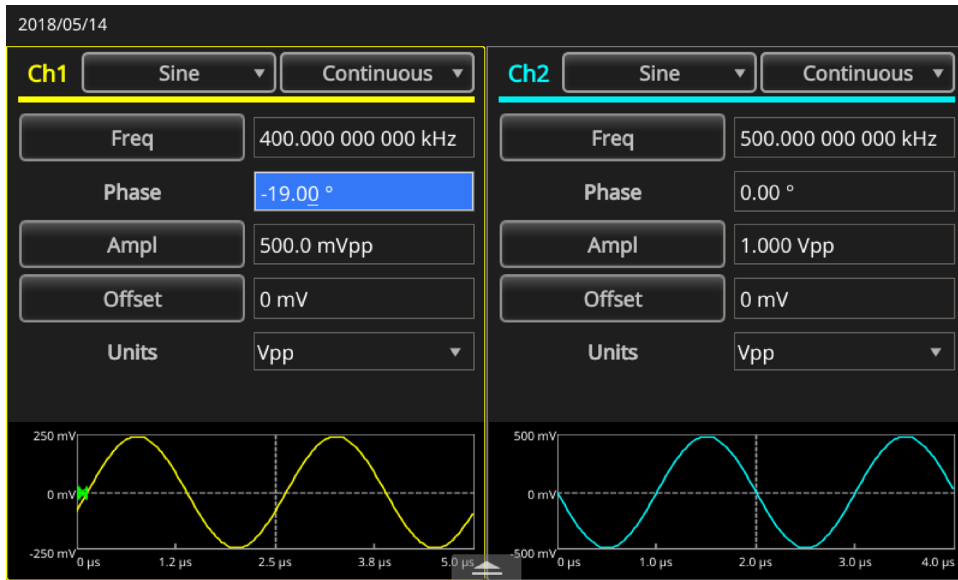 2018/05/14
Ch1 Sine Continuous
Freq 400.000 000 000 kHz
Phase -19.00 °
Ampl 500.0 mVpp
Offset 0 mV
Units Vpp
250 mV
0 mV
-250 mV
0 µs 1.2 µs 2.5 µs 3.8 µs 5.0 µs
Ch2 Sine Continuous
Freq 500.000 000 000 kHz
Phase 0.00 °
Ampl 1.000 Vpp
Offset 0 mV
Units Vpp
500 mV
0 mV
-500 mV
0 µs 1.0 µs 2.0 µs 3.0 µs 4.0 µs